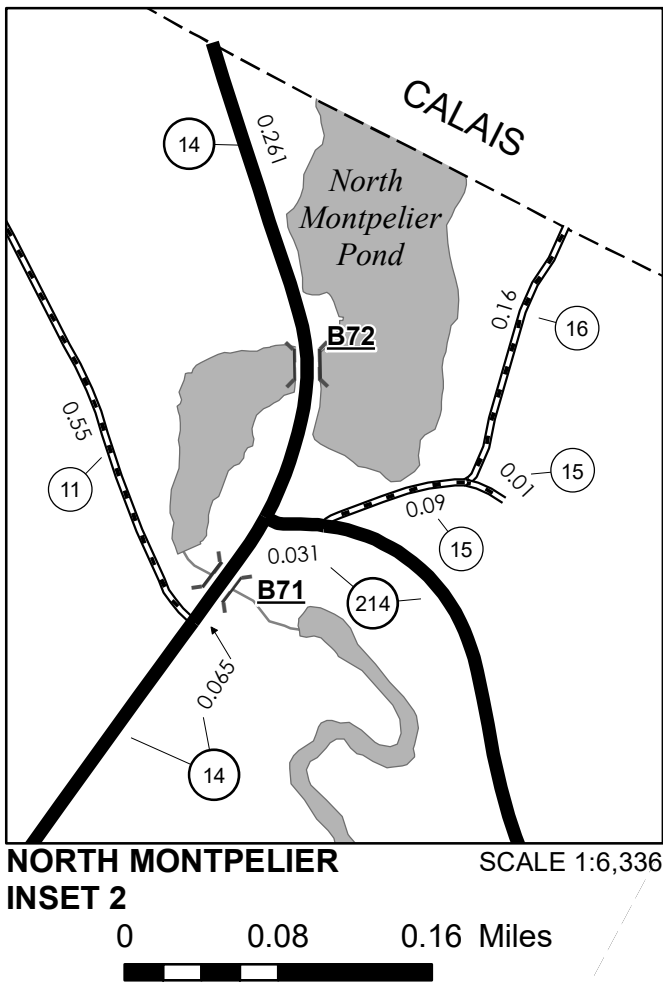 CALAIS
14
0.261
North
Montpelier
Pond
B72
0.16
16
0.55
11
0.01
15
0.09
15
0.031
B71
214
0.065
14
NORTH MONTPELIER
INSET 2
SCALE 1:6,336
0 0.08 0.16 Miles